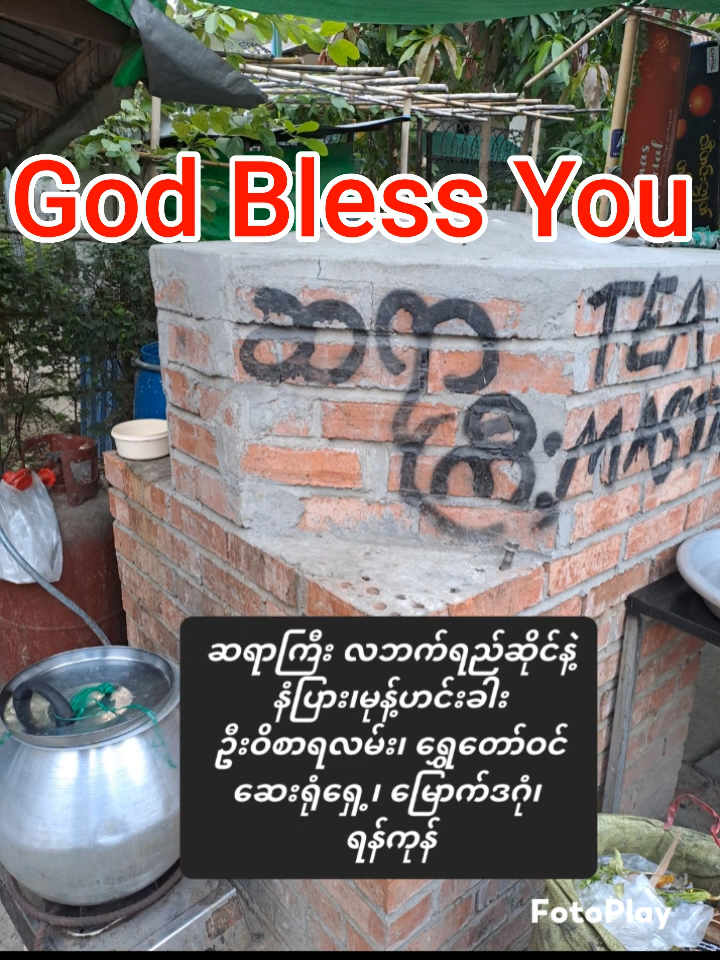 God Bless You
ဆရာ
ကြီး
TEA
ဆရာကြီး လဘက်ရည်ဆိုင်နဲ့
နံပြား၊မုန့်ဟင်းခါး
ဦးဝိစာရလမ်း၊ ရွှေတော်ဝင်
ဆေးရုံရှေ့၊ မြောက်ဒဂုံ၊
ရန်ကုန်
FotoPlay